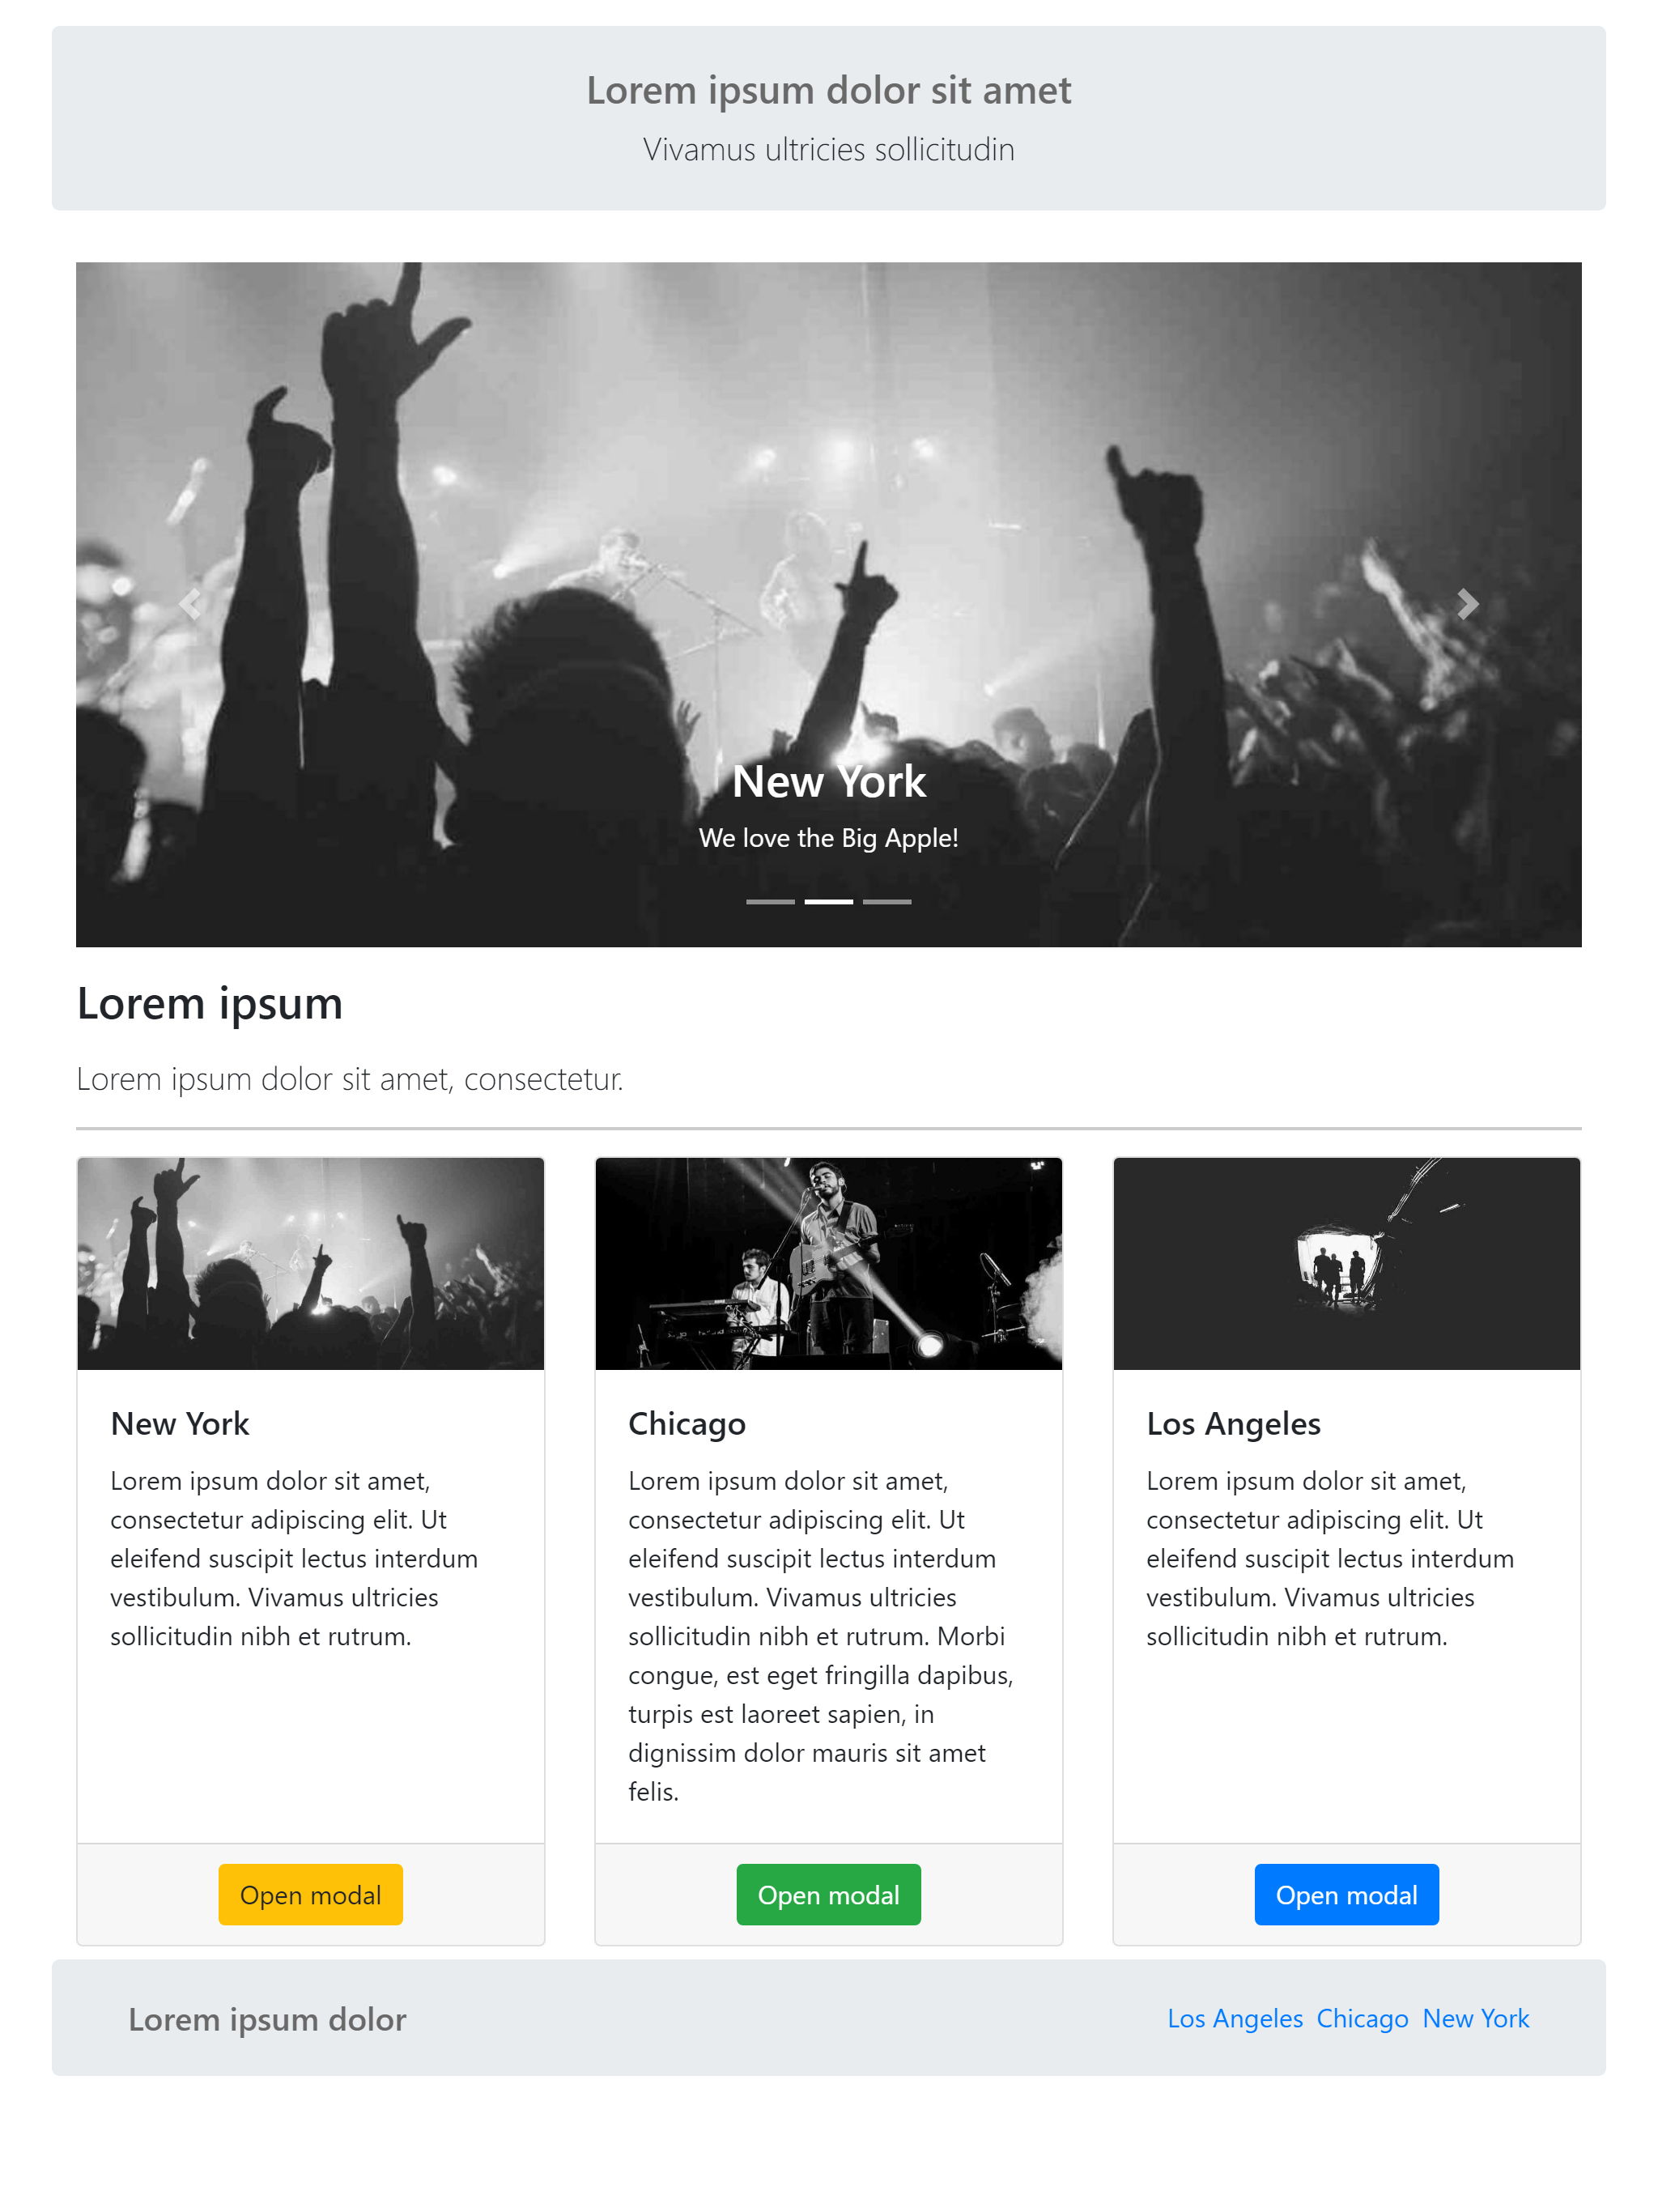 Lorem ipsum dolor sit amet
Vivamus ultricies sollicitudin
New York
We love the Big Apple!
Lorem ipsum
Lorem ipsum dolor sit amet, consectetur.
New York
Lorem ipsum dolor sit amet,
consectetur adipiscing elit. Ut
eleifend suscipit lectus interdum
vestibulum. Vivamus ultricies
sollicitudin nibh et rutrum.
Open modal
Chicago
Lorem ipsum dolor sit amet,
consectetur adipiscing elit. Ut
eleifend suscipit lectus interdum
vestibulum. Vivamus ultricies
sollicitudin nibh et rutrum. Morbi
congue, est eget fringilla dapibus,
turpis est laoreet sapien, in
dignissim dolor mauris sit amet
felis.
Open modal
Los Angeles
Lorem ipsum dolor sit amet,
consectetur adipiscing elit. Ut
eleifend suscipit lectus interdum
vestibulum. Vivamus ultricies
sollicitudin nibh et rutrum.
Open modal
Lorem ipsum dolor
Los Angeles Chicago New York